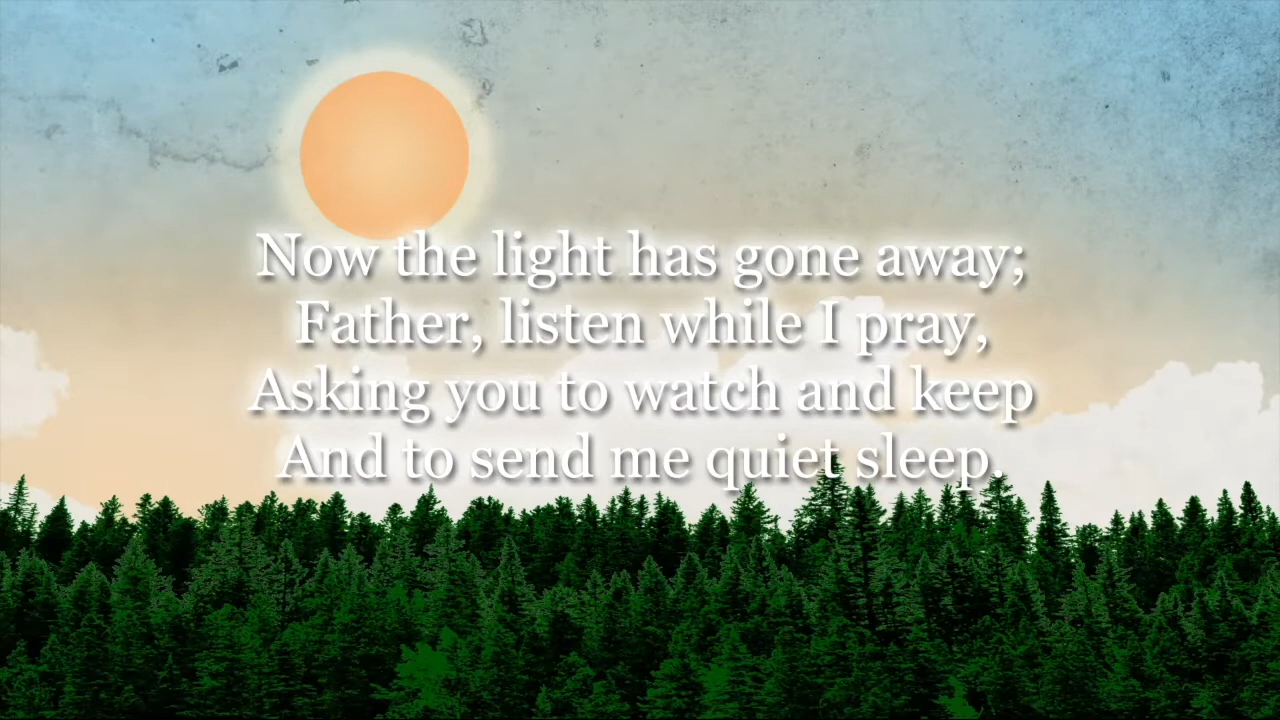 Now the light has gone away;
Father, listen while I pray,
Asking you to watch and keep
And to send me quiet sleep.